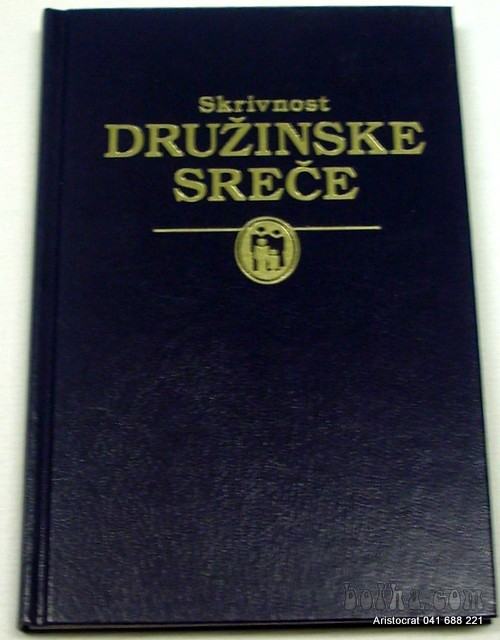 Skrivnost
DRUŽINSKE
SREČE
bolha.com
Aristocrat 041 688 221